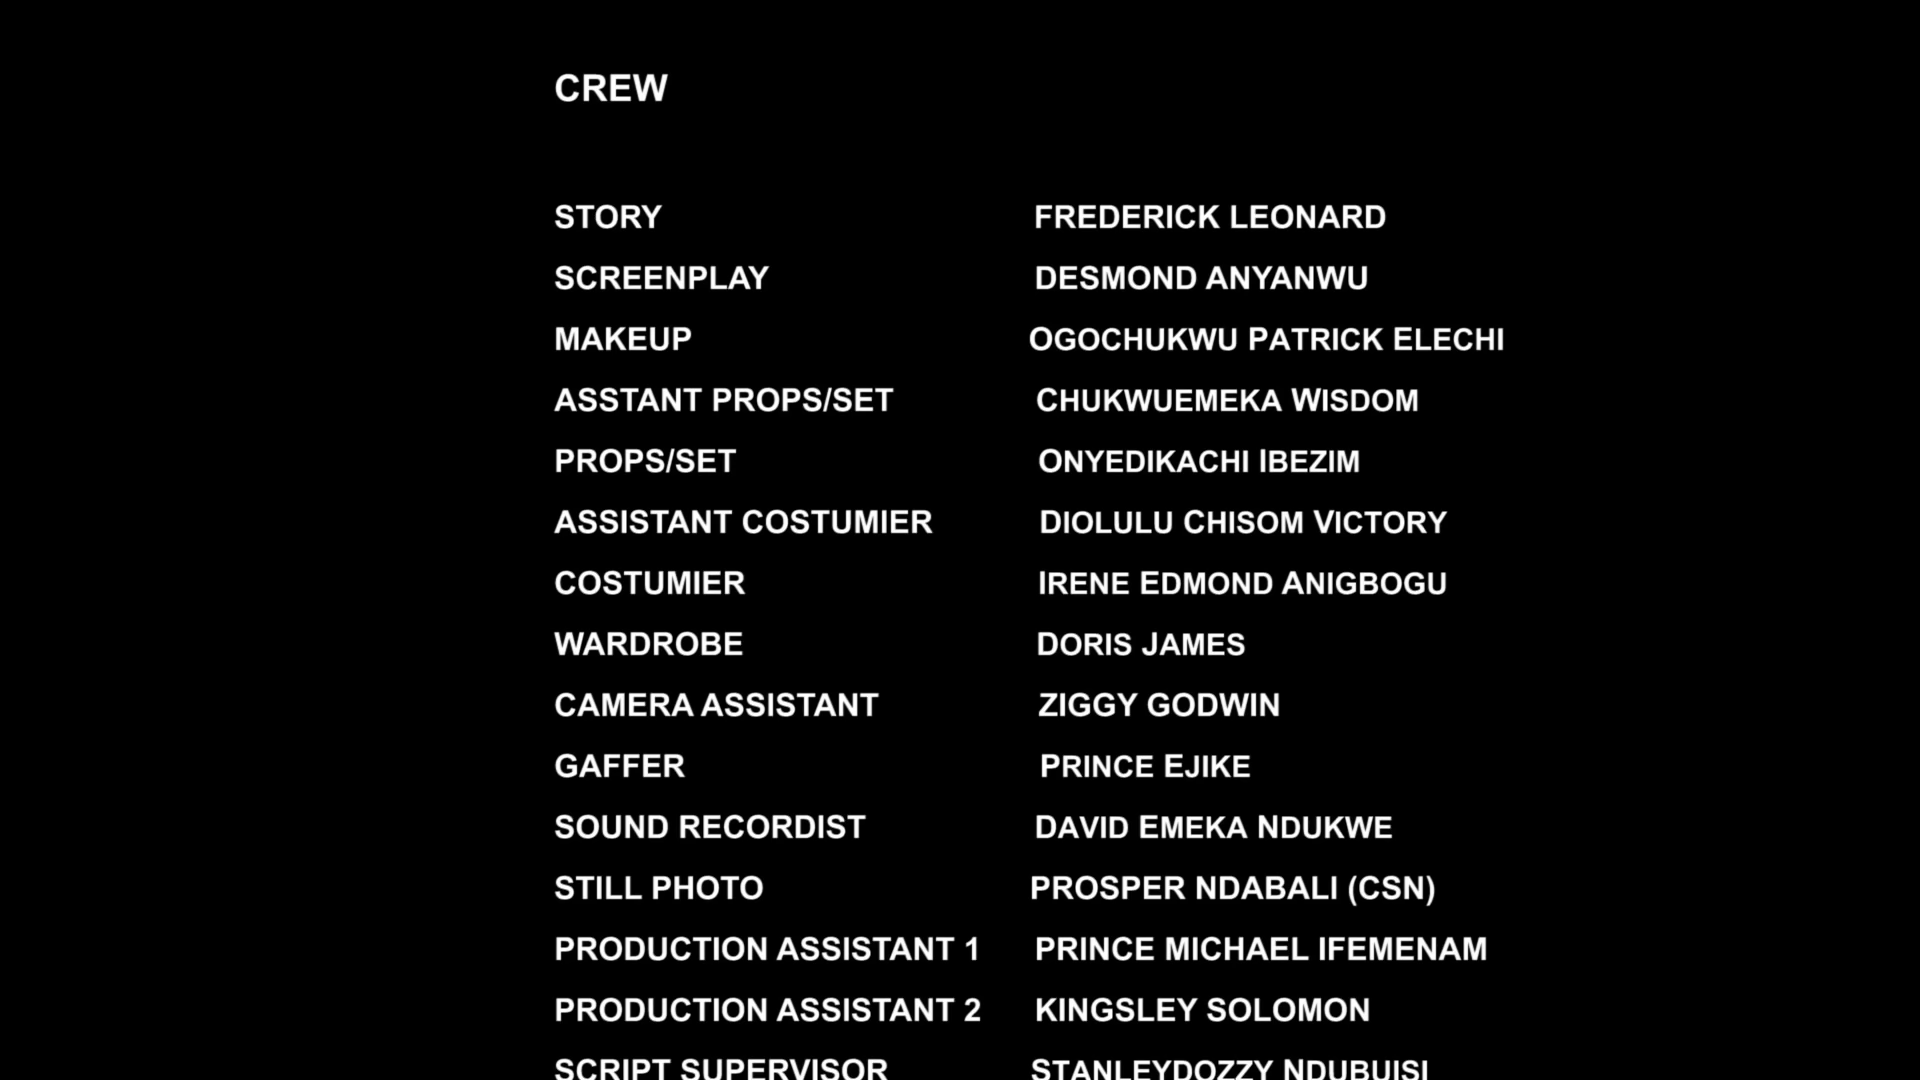 CREW
STORY FREDERICK LEONARD
SCREENPLAY DESMOND ANYANWU
MAKEUP OGOCHUKWU PATRICK ELECHI
ASSTANT PROPS/SET CHUKWUEMEKA WISDOM
PROPS/SET ONYEDIKACHI IBEZIM
ASSISTANT COSTUMIER DIOLULU CHISOM VICTORY
COSTUMIER IRENE EDMOND ANIGBOGU
WARDROBE DORIS JAMES
CAMERA ASSISTANT ZIGGY GODWIN
GAFFER PRINCE EJIKE
SOUND RECORDIST DAVID EMEKA NDUKWE
STILL PHOTO PROSPER NDABALI (CSN)
PRODUCTION ASSISTANT 1 PRINCE MICHAEL IFEMENAM
PRODUCTION ASSISTANT 2 KINGSLEY SOLOMON
SCRIPT SUPERVISOR STANLEYDOZZY NDUBUISI